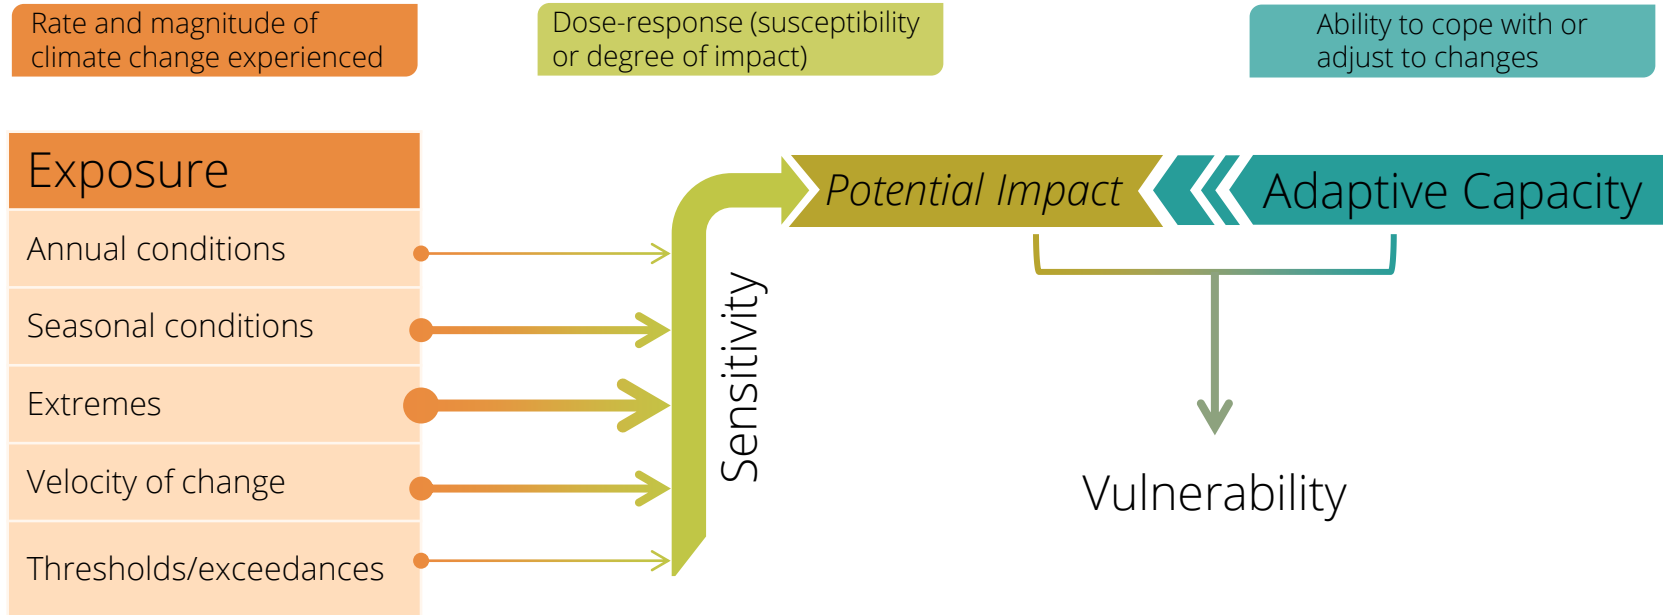 Rate and magnitude of
climate change experienced
Dose-response (susceptibility
or degree of impact)
Ability to cope with or
adjust to changes
Exposure
Annual conditions
Seasonal conditions
Extremes
Velocity of change
Thresholds/exceedances
Sensitivity
Potential Impact
Adaptive Capacity
Vulnerability